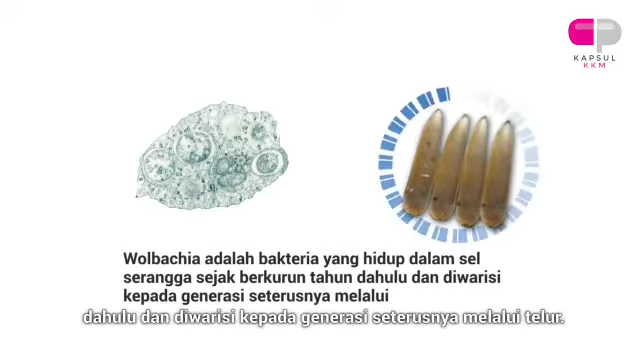 KAPSUL
KKM
Wolbachia adalah bakteria yang hidup dalam sel
serangga sejak berkurun tahun dahulu dan diwarisi
kepada generasi seterusnya melalui
dahulu dan diwarisi kepada generasi seterusnya melalui telur.